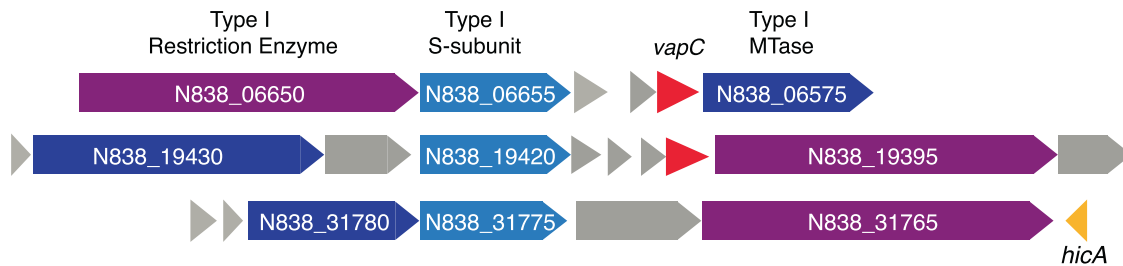 Type I
Restriction Enzyme
Type I
S-subunit
vapC
Type I
MTase
N838_06650
N838_06655
N838_06575
N838_19430
N838_19420
N838_19395
N838_31780
N838_31775
N838_31765
hicA